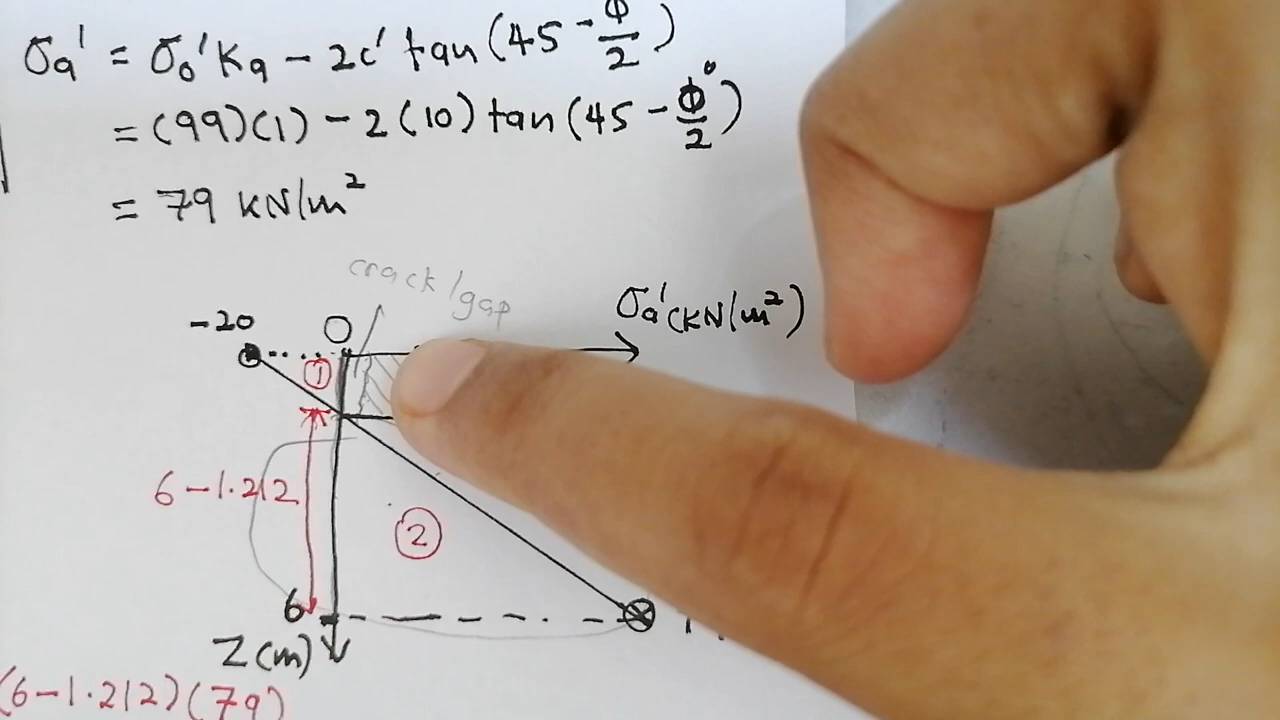 σa' = σo'Ka - 2c' tan(45 - ϕ/2)
= (99)(1) - 2(10) tan(45 - ϕ°/2)
= 79 KN/m²
crack/gap
-20 0 σa'(KN/m²)
①
6-1.212
②
6
Z(m)
(6-1.212)(79)